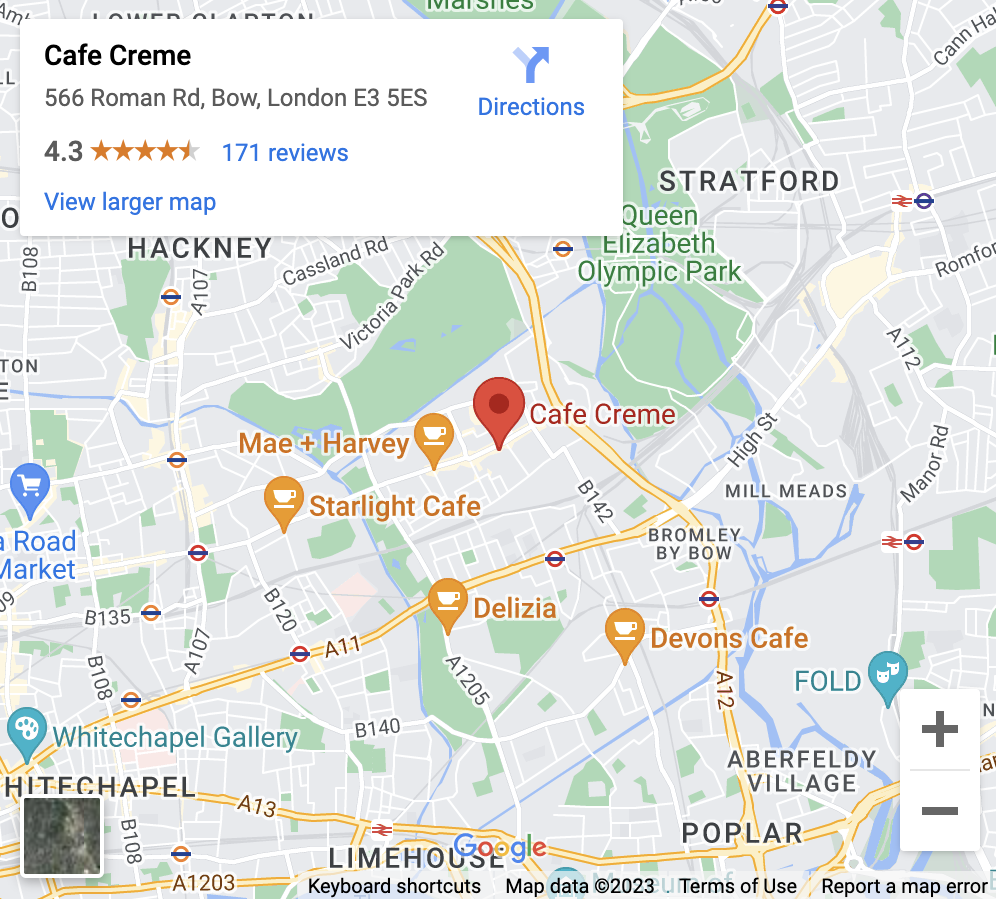 Marshes
LOWER CLAPTON
Cafe Creme
566 Roman Rd, Bow, London E3 5ES
Directions
4.3
171 reviews
View larger map
Cann Ha
STRATFORD
Queen
Elizabeth
Olympic Park
HACKNEY
Cassland Rd
B108
A107
Victoria Park Rd
Romfor
A112
TON
E
Cafe Creme
Mae + Harvey
High St
Manor Rd
Starlight Cafe
B142
MILL MEADS
a Road
Market
BROMLEY
BY BOW
09
B135
B120
Delizia
A107
A11
Devons Cafe
B108
A1205
A12
FOLD
B140
Whitechapel Gallery
ABERFELDY
VILLAGE
HITECHAPEL
A13
B108
POPLAR
LIMEHOUSE
Google
A1203
Museum of
Keyboard shortcuts
Map data ©2023
Terms of Use
Report a map error